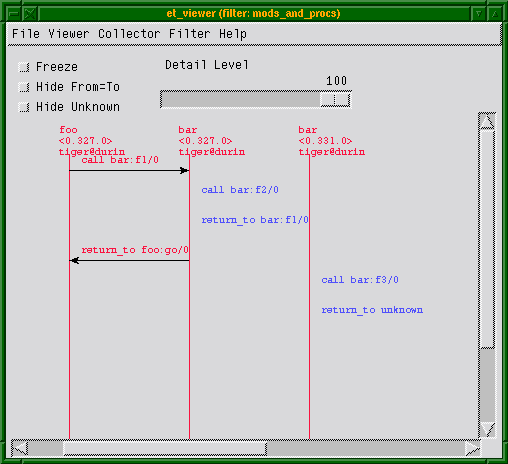 et_viewer (filter: mods_and_procs)
File Viewer Collector Filter Help
Freeze
Hide From=To
Hide Unknown
Detail Level
100
foo bar bar
<0.327.0> <0.327.0> <0.331.0>
tiger@durin tiger@durin tiger@durin
call bar:f1/0
call bar:f2/0
return_to bar:f1/0
return_to foo:go/0
call bar:f3/0
return_to unknown